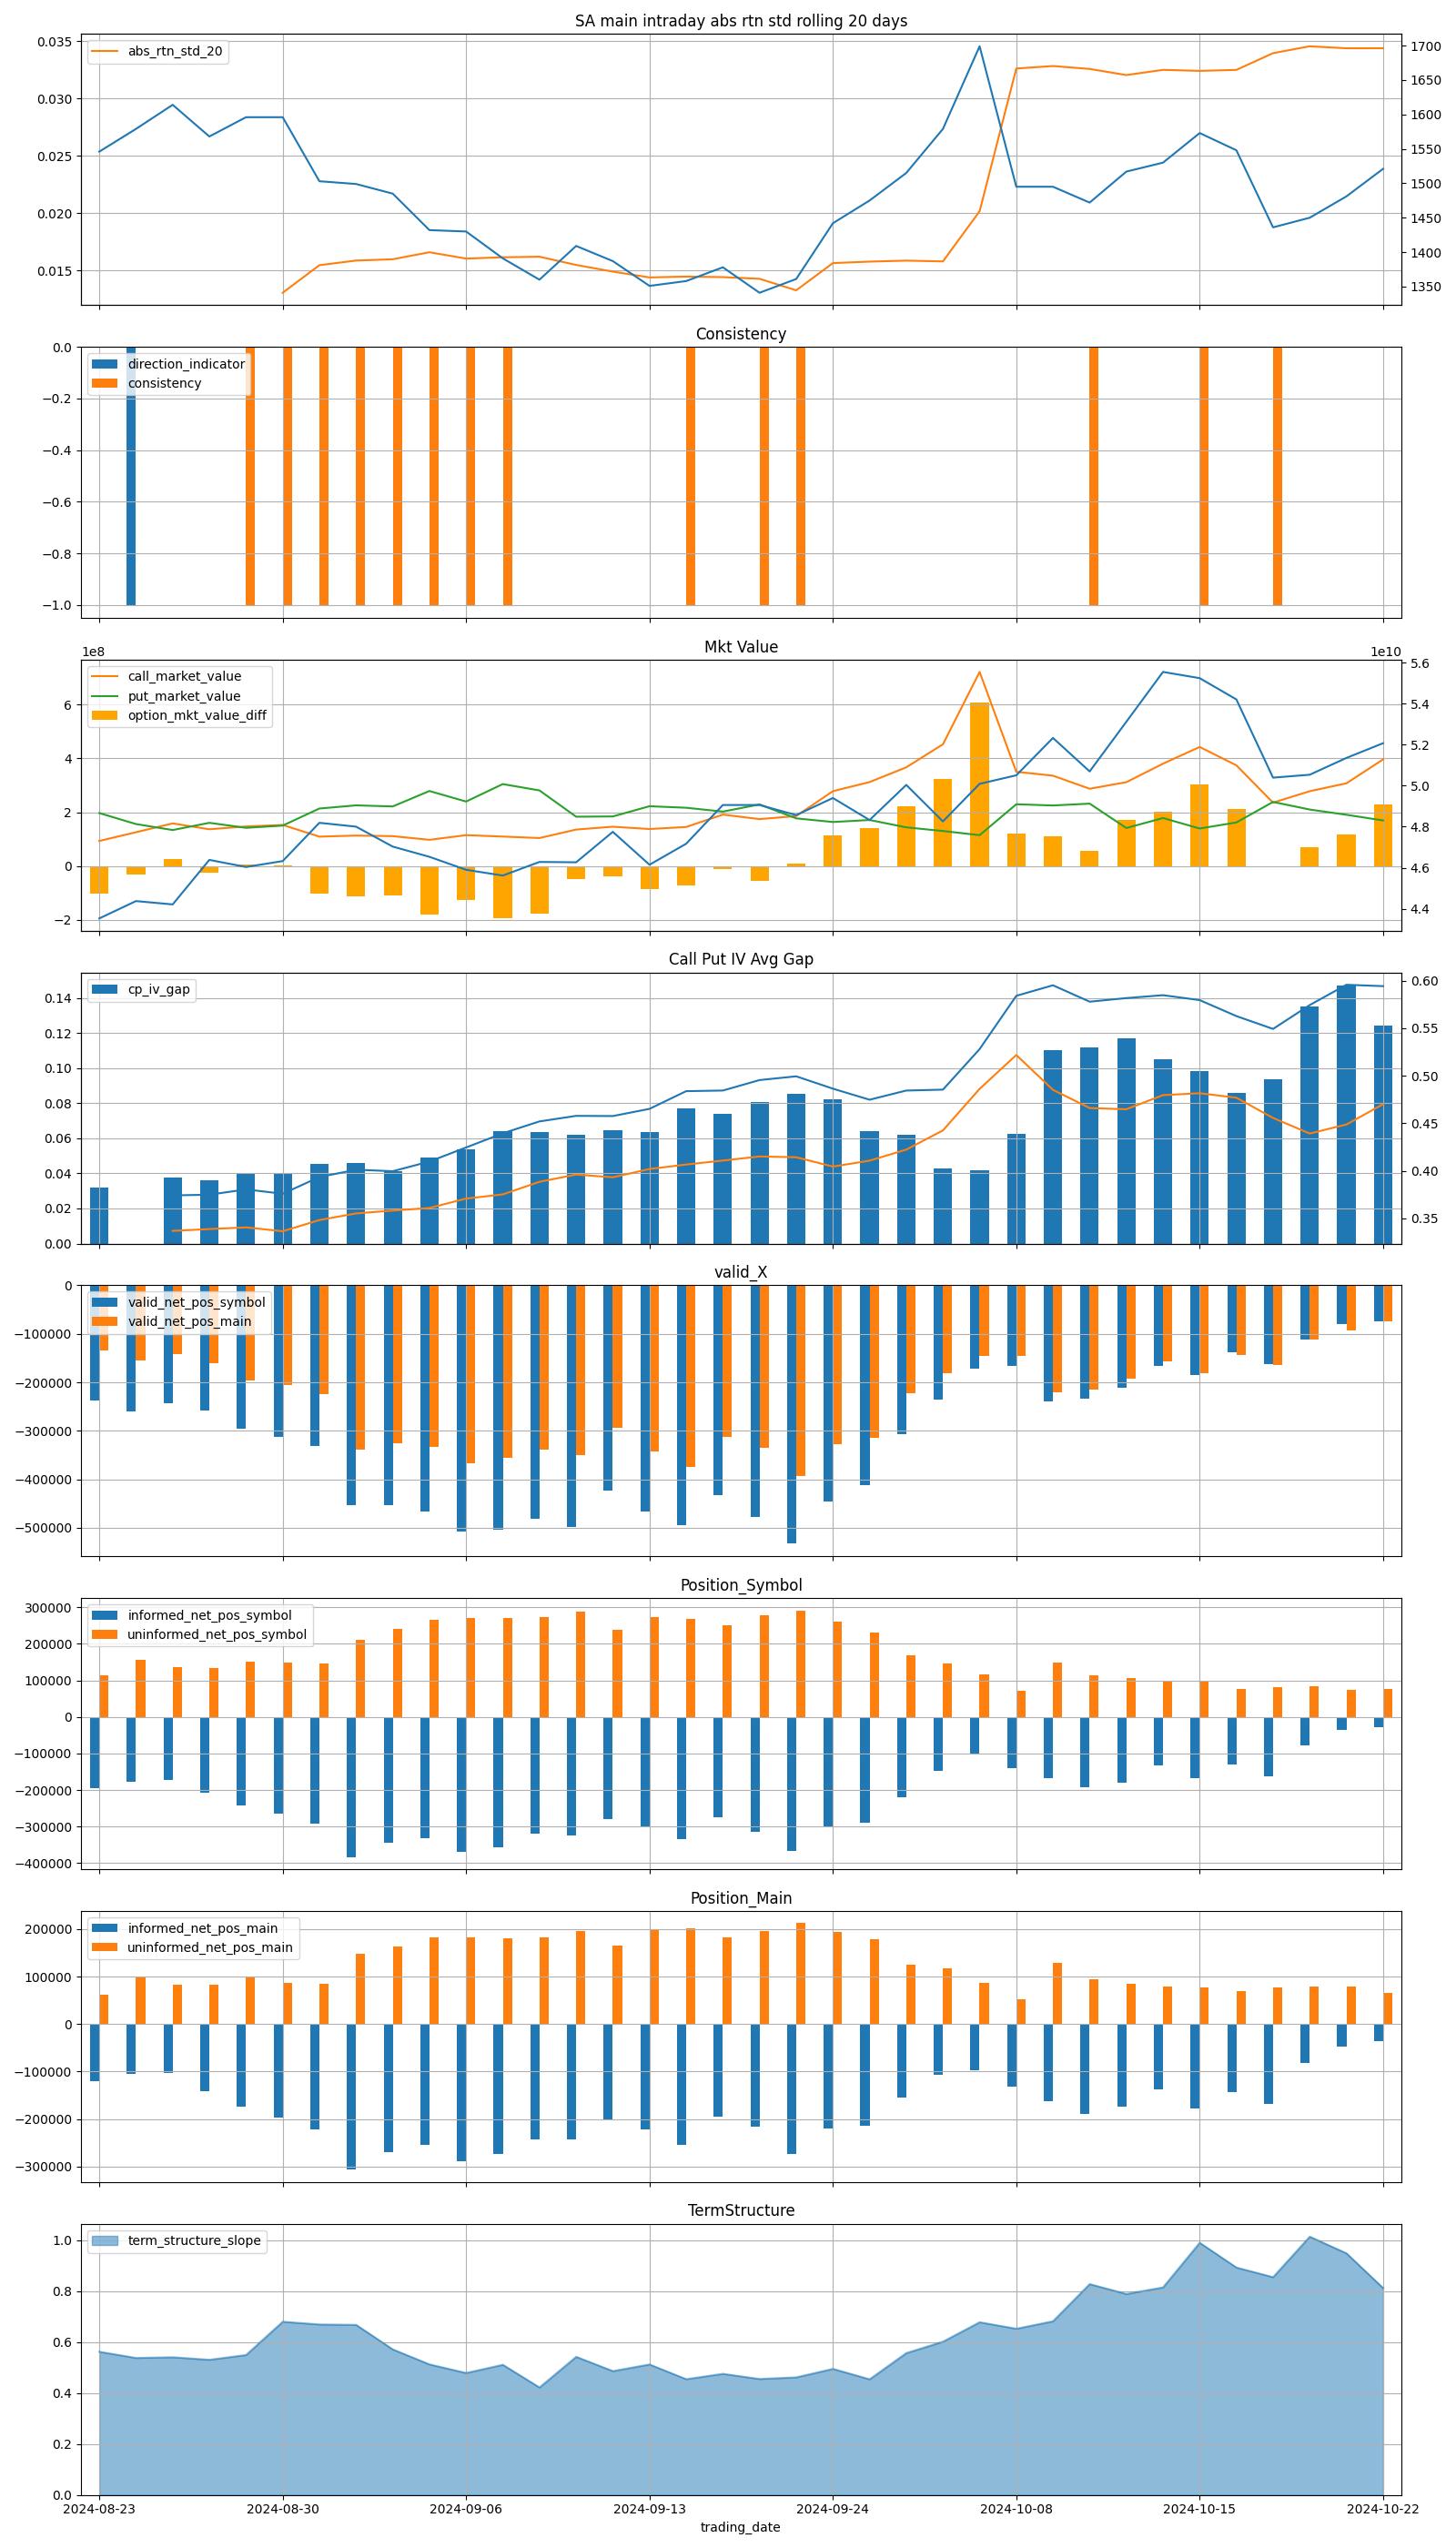 SA main intraday abs rtn std rolling 20 days
abs_rtn_std_20
0.035
0.030
0.025
0.020
0.015
1700
1650
1600
1550
1500
1450
1400
1350
Consistency
direction_indicator
consistency
0.0
−0.2
−0.4
−0.6
−0.8
−1.0
Mkt Value
1e8
1e10
call_market_value
put_market_value
option_mkt_value_diff
6
4
2
0
−2
5.6
5.4
5.2
5.0
4.8
4.6
4.4
Call Put IV Avg Gap
cp_iv_gap
0.14
0.12
0.10
0.08
0.06
0.04
0.02
0.00
0.60
0.55
0.50
0.45
0.40
0.35
valid_X
valid_net_pos_symbol
valid_net_pos_main
0
−100000
−200000
−300000
−400000
−500000
Position_Symbol
informed_net_pos_symbol
uninformed_net_pos_symbol
300000
200000
100000
0
−100000
−200000
−300000
−400000
Position_Main
informed_net_pos_main
uninformed_net_pos_main
200000
100000
0
−100000
−200000
−300000
TermStructure
term_structure_slope
1.0
0.8
0.6
0.4
0.2
0.0
2024-08-23 2024-08-30 2024-09-06 2024-09-13 2024-09-24 2024-10-08 2024-10-15 2024-10-22
trading_date